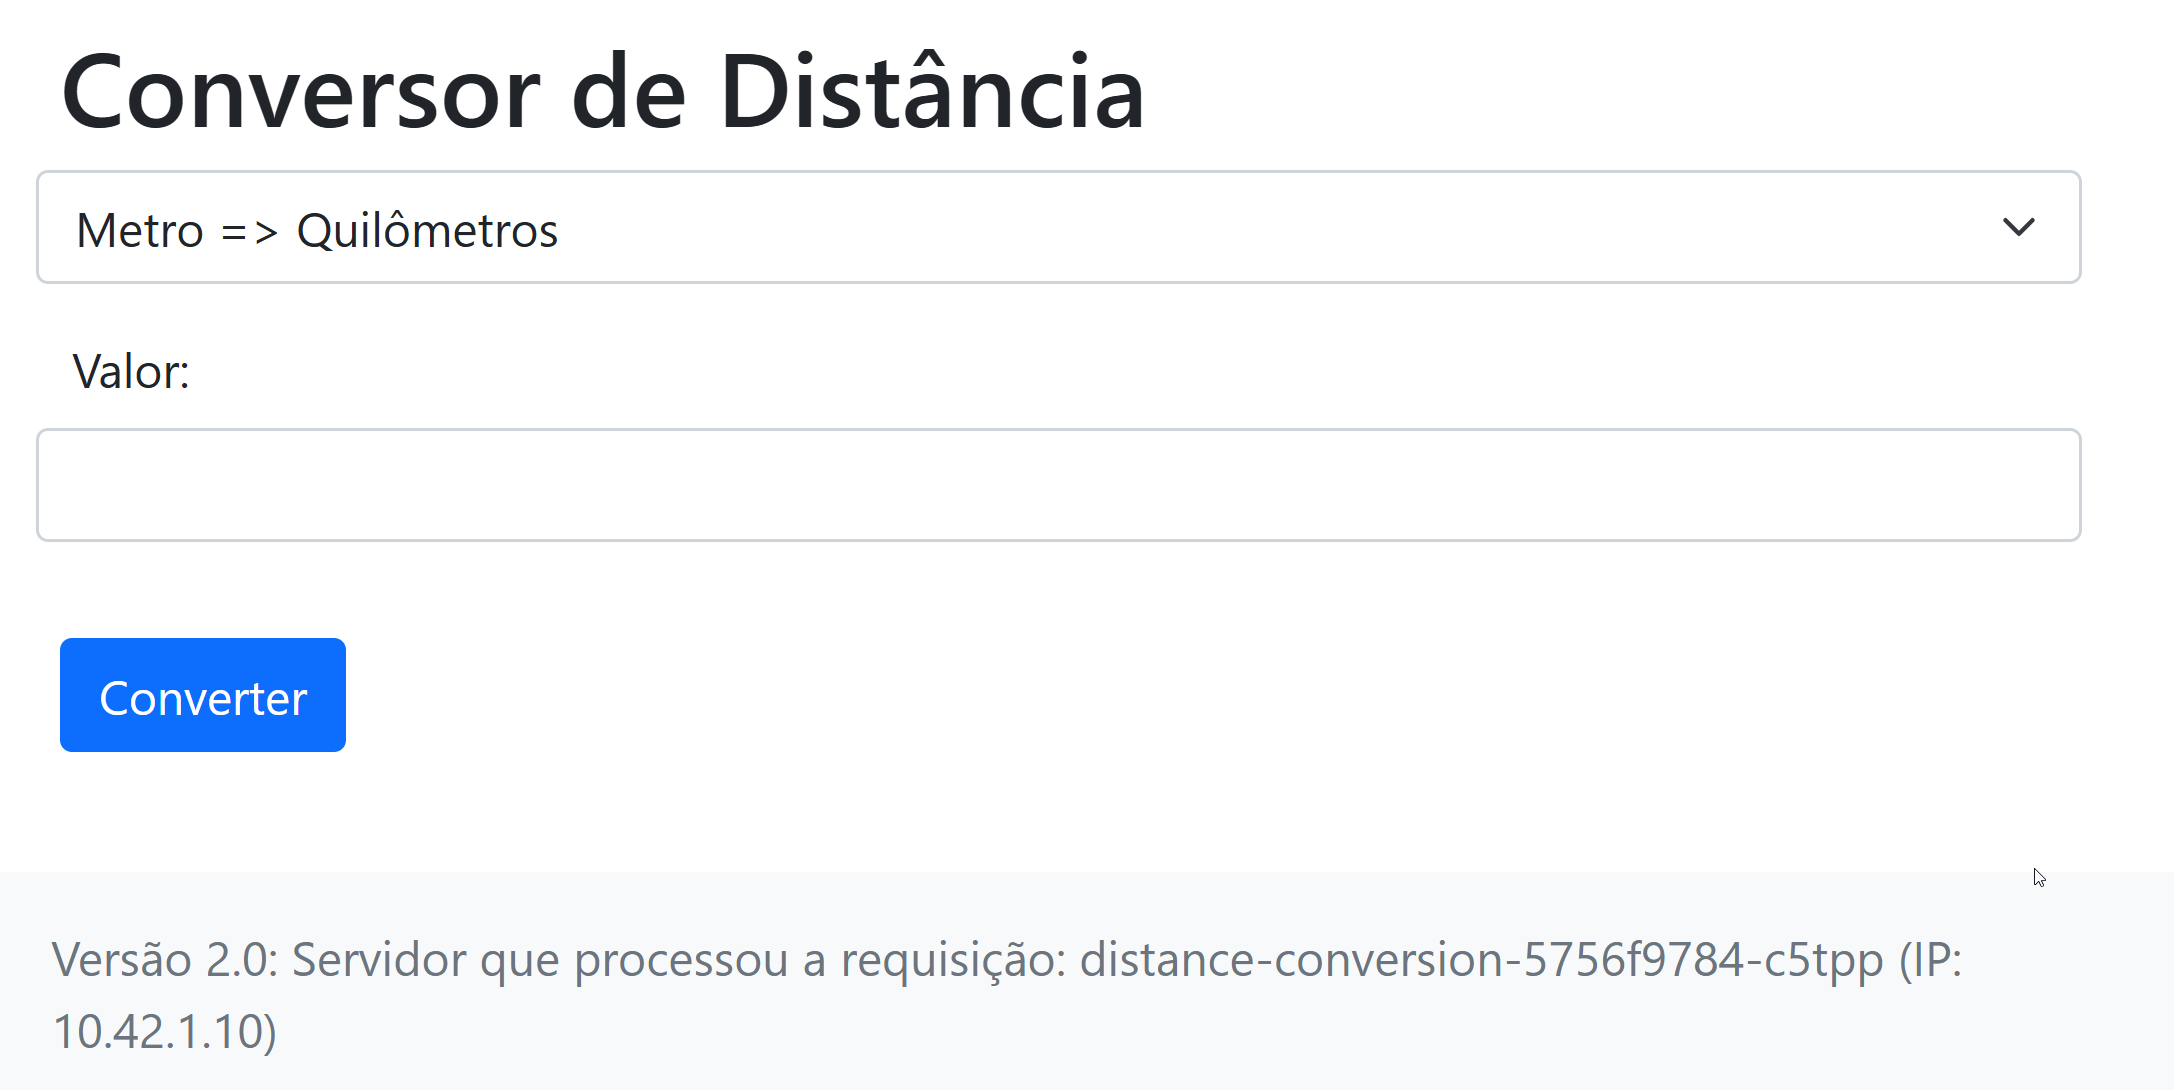 Conversor de Distância
Metro => Quilômetros
Valor:
Converter
Versão 2.0: Servidor que processou a requisição: distance-conversion-5756f9784-c5tpp (IP:
10.42.1.10)